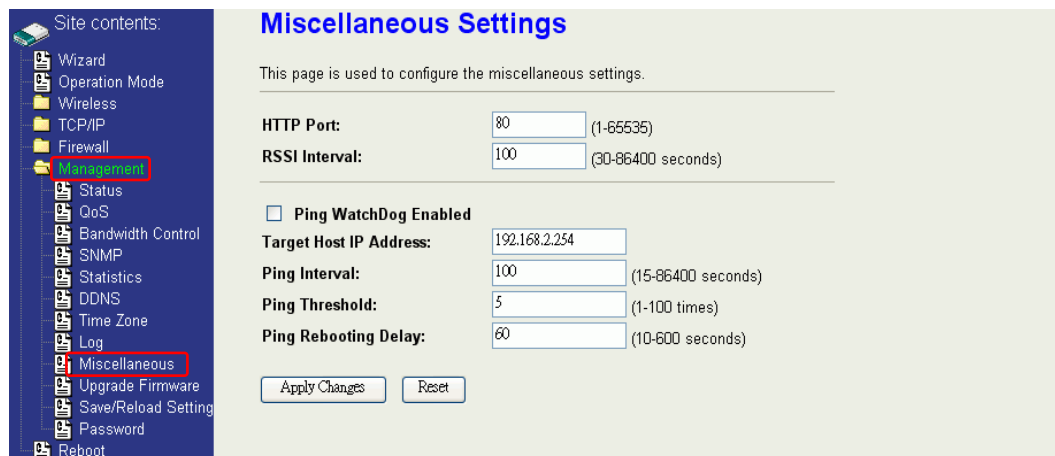 Site contents:
Wizard
Operation Mode
Wireless
TCP/IP
Firewall
Management
Status
QoS
Bandwidth Control
SNMP
Statistics
DDNS
Time Zone
Log
Miscellaneous
Upgrade Firmware
Save/Reload Setting
Password
Reboot
Miscellaneous Settings
This page is used to configure the miscellaneous settings.
HTTP Port: 80 (1-65535)
RSSI Interval: 100 (30-86400 seconds)
Ping WatchDog Enabled
Target Host IP Address: 192.168.2.254
Ping Interval: 100 (15-86400 seconds)
Ping Threshold: 5 (1-100 times)
Ping Rebooting Delay: 60 (10-600 seconds)
Apply Changes Reset